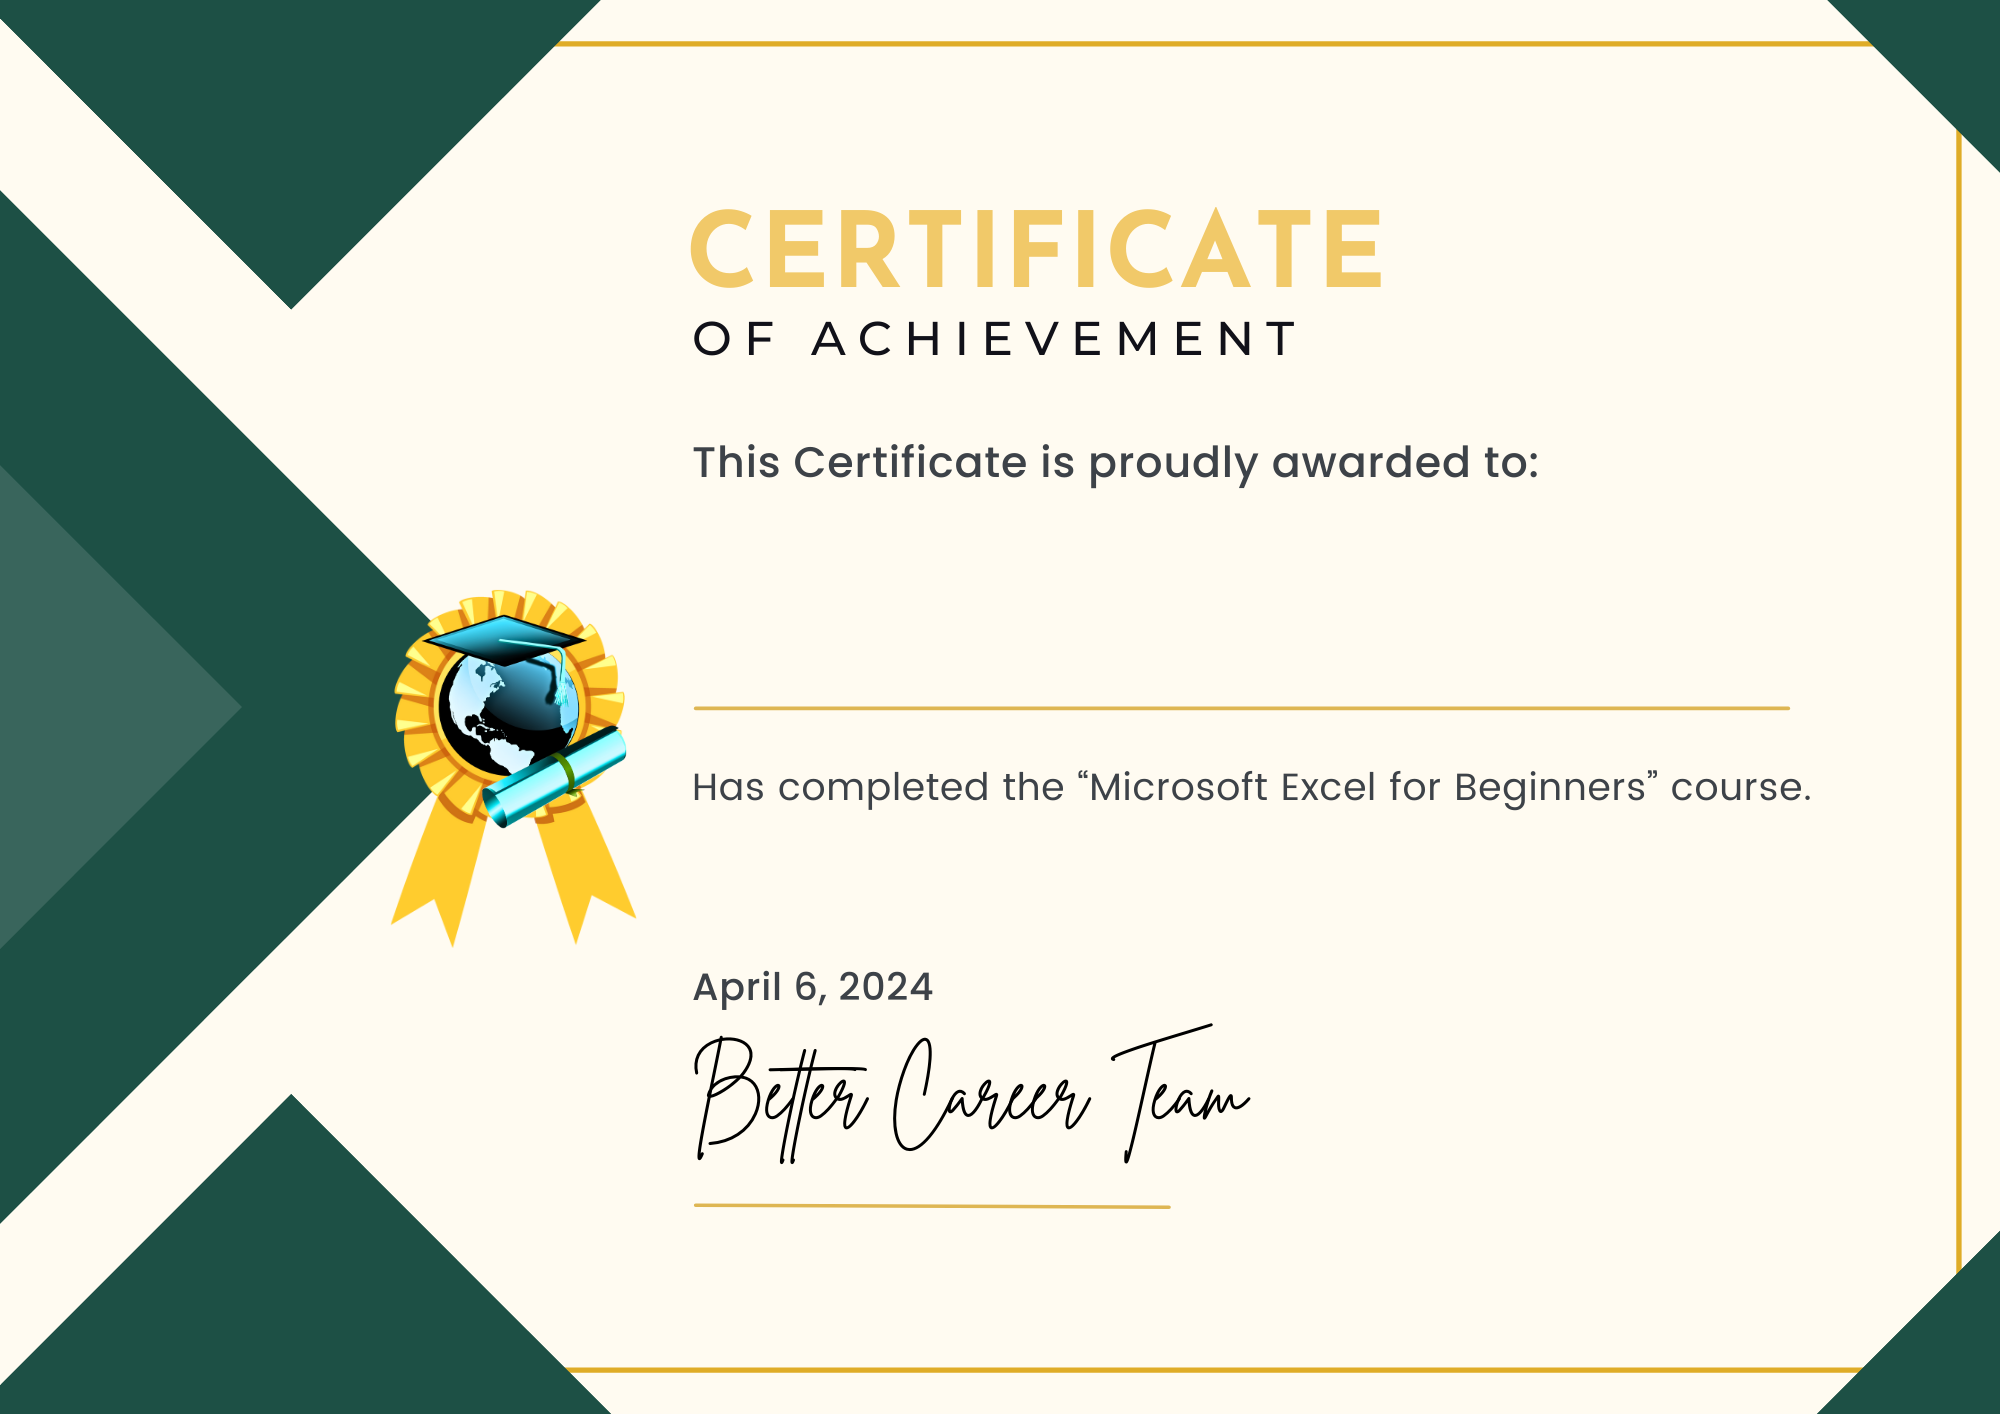 CERTIFICATE
OF ACHIEVEMENT
This Certificate is proudly awarded to:
Has completed the “Microsoft Excel for Beginners” course.
April 6, 2024
Better Career Team